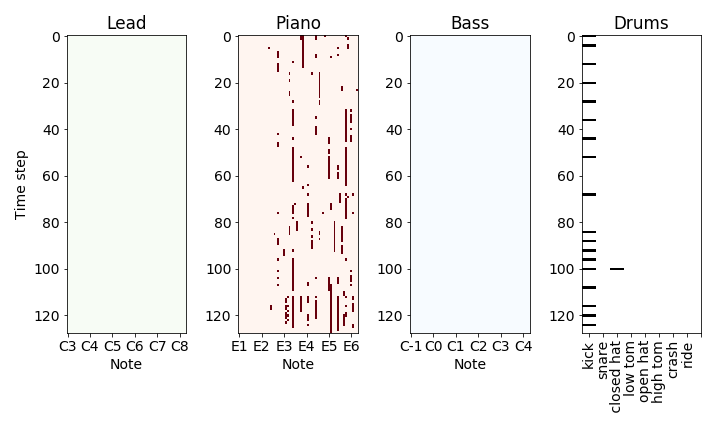 Lead
Piano
Bass
Drums
0
20
40
60
80
100
120
Time step
C3 C4 C5 C6 C7 C8
Note
0
20
40
60
80
100
120
E1 E2 E3 E4 E5 E6
Note
0
20
40
60
80
100
120
C-1 C0 C1 C2 C3 C4
Note
0
20
40
60
80
100
120
kick
snare
closed hat
low tom
open hat
high tom
crash
ride